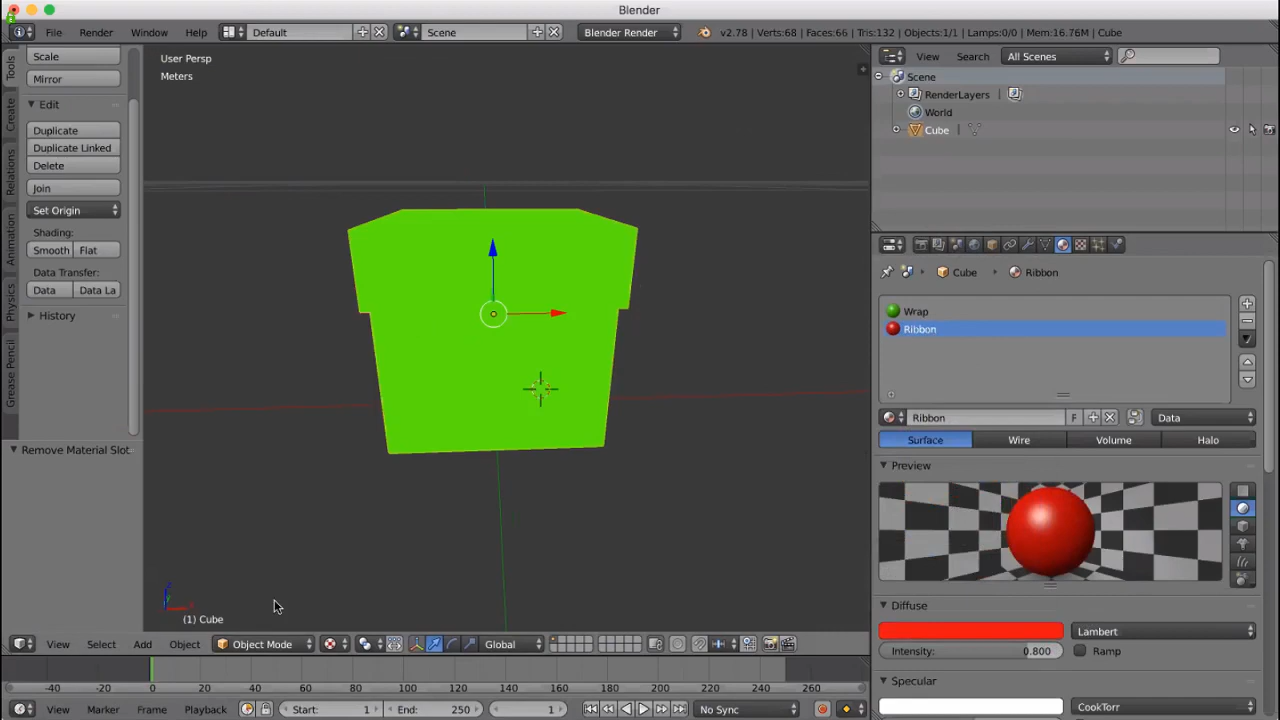 Blender
File Render Window Help Default Scene Blender Render v2.78 | Verts:68 | Faces:66 | Tris:132 | Objects:1/1 | Lamps:0/0 | Mem:16.76M | Cube
Tools
Create
Relations
Animation
Physics
Grease Pencil
Scale
Mirror
Edit
Duplicate
Duplicate Linked
Delete
Join
Set Origin
Shading:
Smooth Flat
Data Transfer:
Data Data La
History
Remove Material Slot
User Persp
Meters
(1) Cube
View Select Add Object Object Mode Global
View Search All Scenes
Scene
RenderLayers
World
Cube
Cube Ribbon
Wrap
Ribbon
Ribbon F Data
Surface Wire Volume Halo
Preview
Diffuse
Lambert
Intensity: 0.800 Ramp
Specular
CookTorr
-40 -20 0 20 40 60 80 100 120 140 160 180 200 220 240 260
View Marker Frame Playback Start: 1 End: 250 1 No Sync